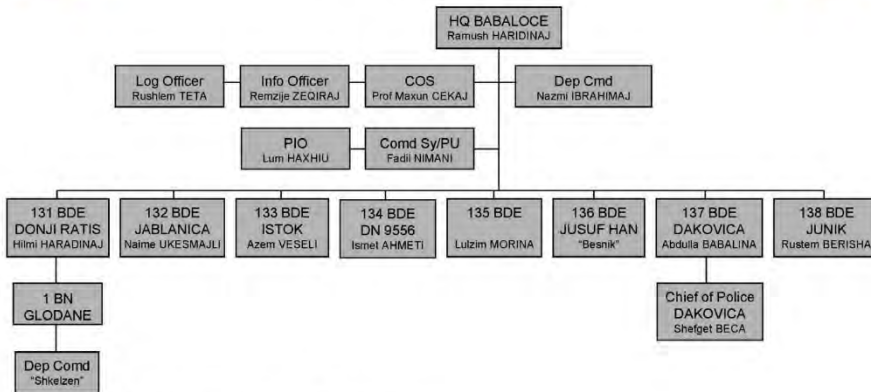 HQ BABALOCE
Ramush HARIDINAJ
Log Officer
Rushlem TETA
Info Officer
Remzije ZEQIRAJ
COS
Prof Maxun CEKAJ
Dep Cmd
Nazmi IBRAHIMAJ
PIO
Lum HAXHIU
Comd Sy/PU
Fadil NIMANI
131 BDE
DONJI RATIS
Hilmi HARADINAJ
132 BDE
JABLANICA
Naime UKESMAJLI
133 BDE
ISTOK
Azem VESELI
134 BDE
DN 9556
Ismet AHMETI
135 BDE
Lulzim MORINA
136 BDE
JUSUF HAN
"Besnik"
137 BDE
DAKOVICA
Abdulla BABALINA
138 BDE
JUNIK
Rustem BERISHA
1 BN
GLODANE
Chief of Police
DAKOVICA
Shefget BECA
Dep Comd
"Shkelzen"